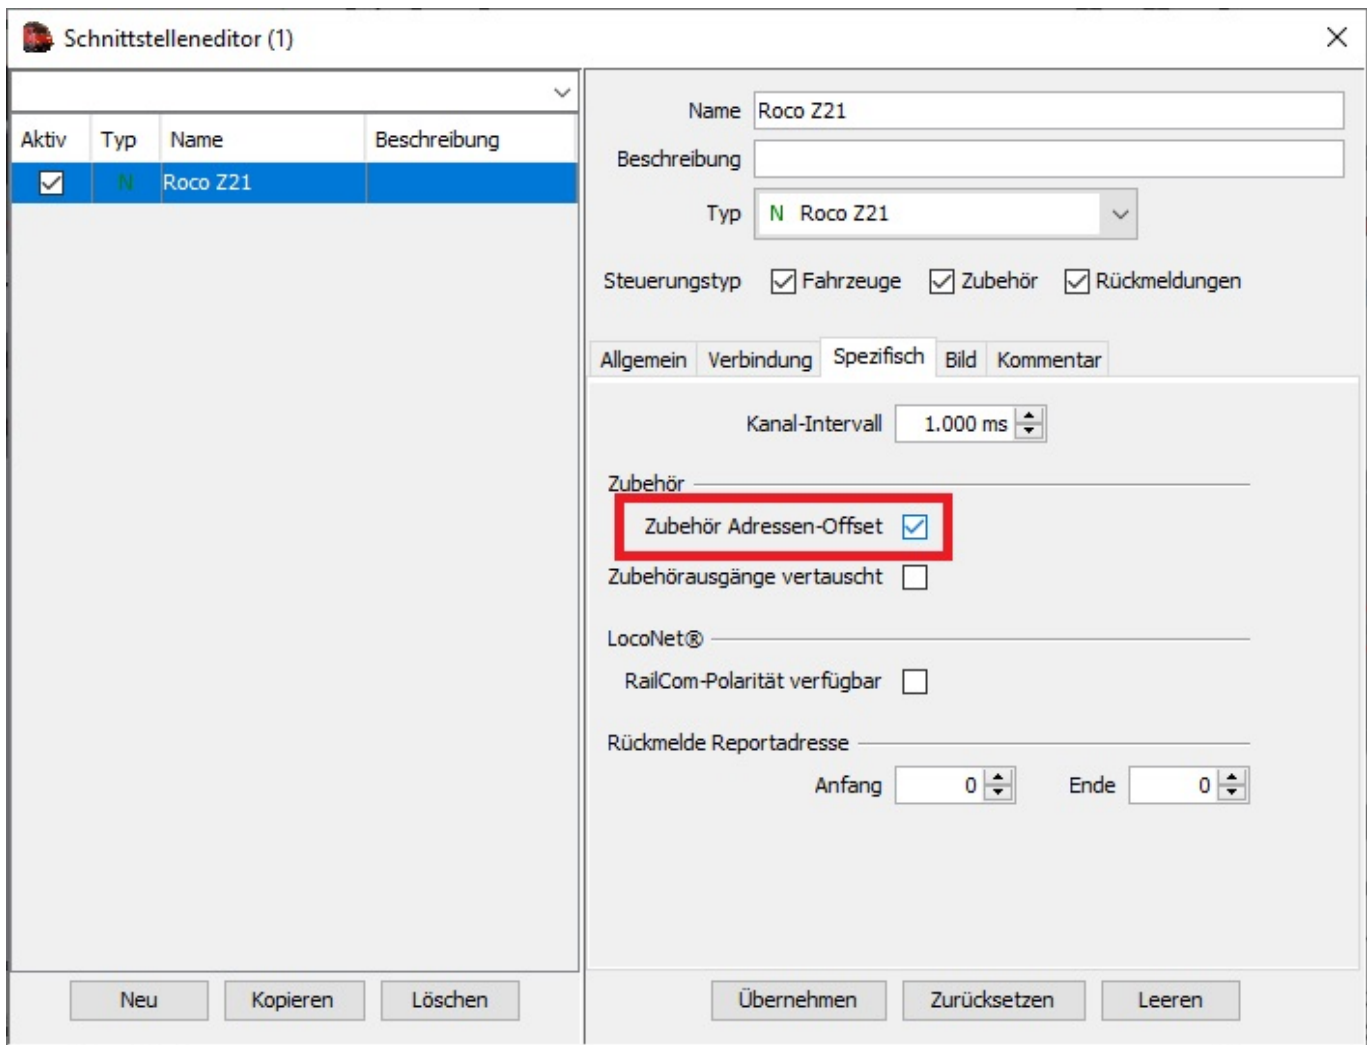 Schnittstelleneditor (1)
Aktiv Typ Name Beschreibung
N Roco Z21
Name Roco Z21
Beschreibung
Typ N Roco Z21
Steuerungstyp Fahrzeuge Zubehör Rückmeldungen
Allgemein Verbindung Spezifisch Bild Kommentar
Kanal-Intervall 1.000 ms
Zubehör
Zubehör Adressen-Offset
Zubehörausgänge vertauscht
LocoNet®
RailCom-Polarität verfügbar
Rückmelde Reportadresse
Anfang 0 Ende 0
Neu Kopieren Löschen
Übernehmen Zurücksetzen Leeren